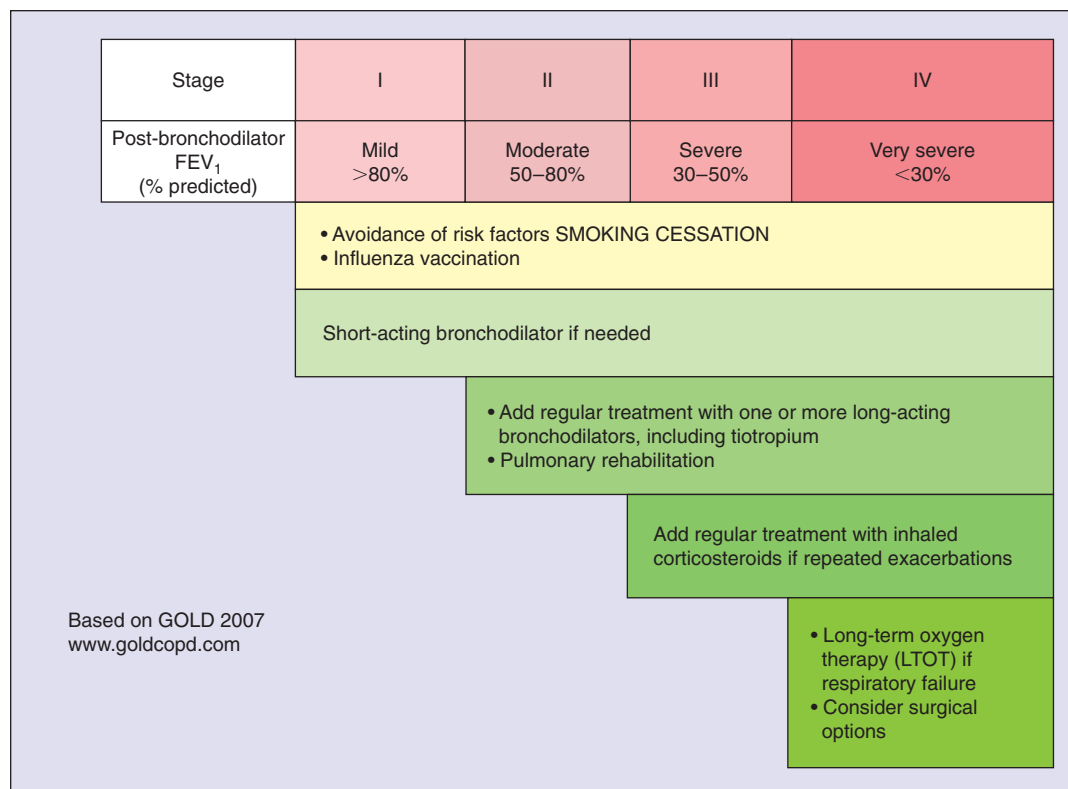 Stage
I
II
III
IV
Post-bronchodilator
FEV₁
(% predicted)
Mild
>80%
Moderate
50–80%
Severe
30–50%
Very severe
<30%
• Avoidance of risk factors SMOKING CESSATION
• Influenza vaccination
Short-acting bronchodilator if needed
• Add regular treatment with one or more long-acting
bronchodilators, including tiotropium
• Pulmonary rehabilitation
Add regular treatment with inhaled
corticosteroids if repeated exacerbations
Based on GOLD 2007
www.goldcopd.com
• Long-term oxygen
therapy (LTOT) if
respiratory failure
• Consider surgical
options